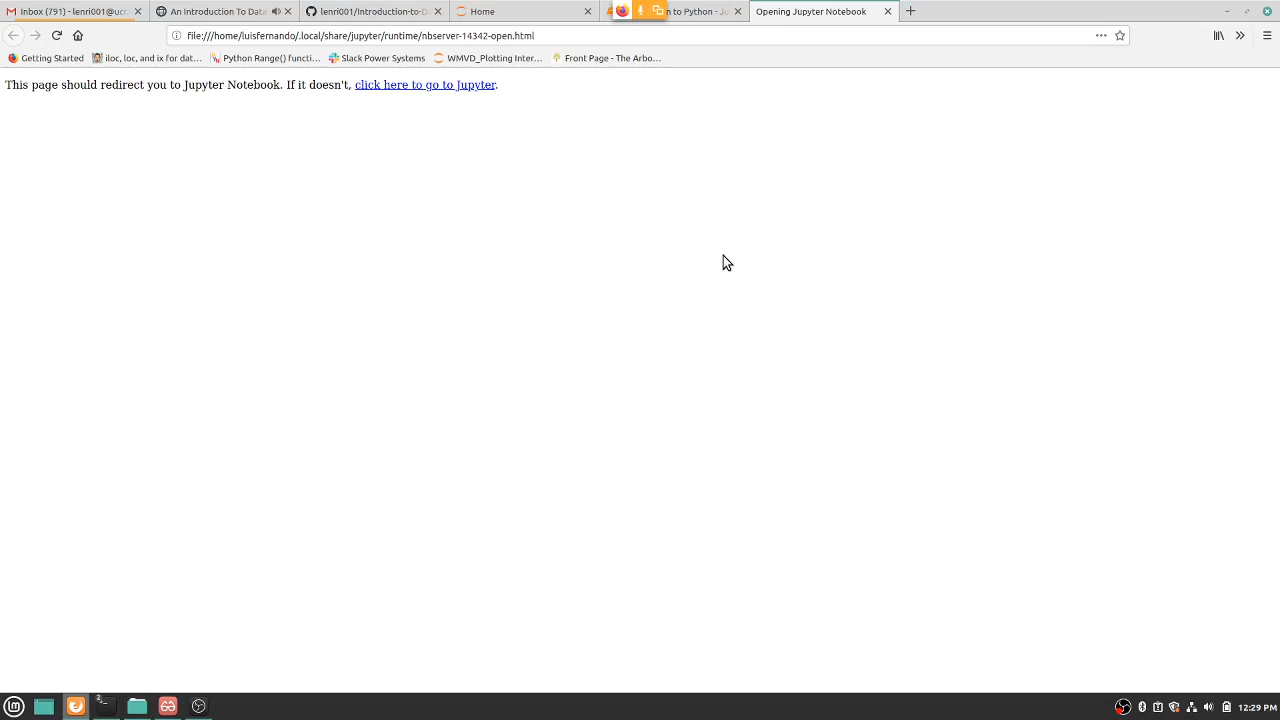 Inbox (791) - lenri001@uc
An Introduction To Data
lenri001/Introduction-to-D
Home
n to Python - Ju
Opening Jupyter Notebook
file:///home/luisfernando/.local/share/jupyter/runtime/nbserver-14342-open.html
Getting Started
iloc, loc, and ix for dat...
Python Range() functi...
Slack Power Systems
WMVD_Plotting Inter...
Front Page - The Arbo...
This page should redirect you to Jupyter Notebook. If it doesn't, click here to go to Jupyter.
2
12:29 PM